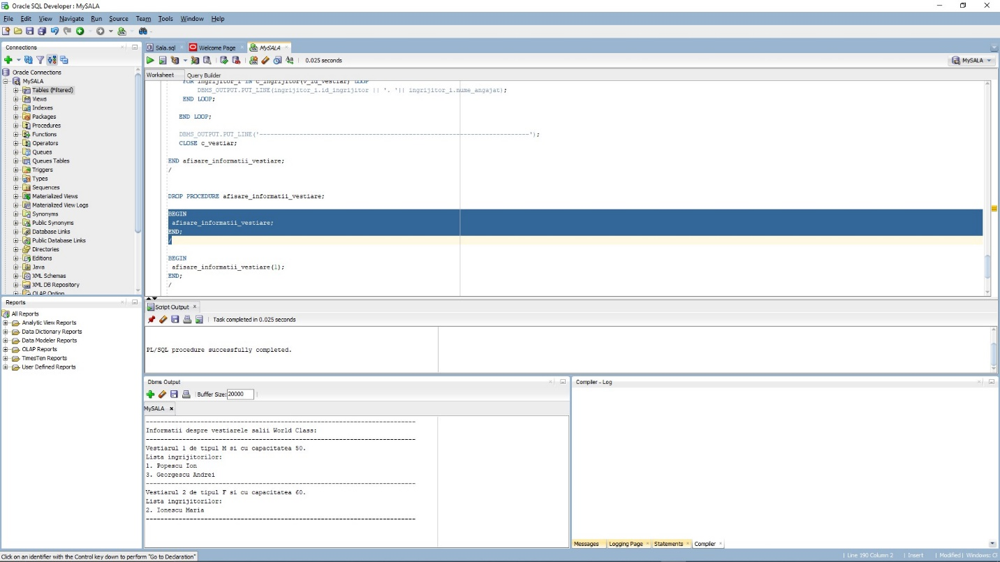 Oracle SQL Developer : MySALA
File Edit View Navigate Run Source Team Tools Window Help
Connections
Oracle Connections
MySALA
Tables (Filtered)
Views
Indexes
Packages
Procedures
Functions
Operators
Queues
Queues Tables
Triggers
Types
Sequences
Materialized Views
Materialized View Logs
Synonyms
Public Synonyms
Database Links
Public Database Links
Directories
Editions
Java
XML Schemas
XML DB Repository
OLAP Option
Reports
All Reports
Analytic View Reports
Data Dictionary Reports
Data Modeler Reports
OLAP Reports
TimesTen Reports
User Defined Reports
Sala.sql Welcome Page MySALA
0.025 seconds MySALA
Worksheet Query Builder
FOR ingrijitor_i IN c_ingrijitor(v_id_vestiar) LOOP
DBMS_OUTPUT.PUT_LINE(ingrijitor_i.id_ingrijitor || '. '|| ingrijitor_i.nume_angajat);
END LOOP;
END LOOP;
DBMS_OUTPUT.PUT_LINE('--------------------------------------------------------------------------');
CLOSE c_vestiar;
END afisare_informatii_vestiare;
/
DROP PROCEDURE afisare_informatii_vestiare;
BEGIN
afisare_informatii_vestiare;
END;
/
BEGIN
afisare_informatii_vestiare(1);
END;
/
Script Output
Task completed in 0.025 seconds
PL/SQL procedure successfully completed.
Dbms Output
Buffer Size: 20000
MySALA
--------------------------------------------------------------------------
Informatii despre vestiarele salii World Class:
--------------------------------------------------------------------------
Vestiarul 1 de tipul M si cu capacitatea 50.
Lista ingrijitorilor:
1. Popescu Ion
3. Georgescu Andrei
--------------------------------------------------------------------------
Vestiarul 2 de tipul F si cu capacitatea 60.
Lista ingrijitorilor:
2. Ionescu Maria
--------------------------------------------------------------------------
Compiler - Log
Messages Logging Page Statements Compiler
Click on an identifier with the Control key down to perform "Go to Declaration"
Line 190 Column 2 | Insert | Modified | Windows: Cl